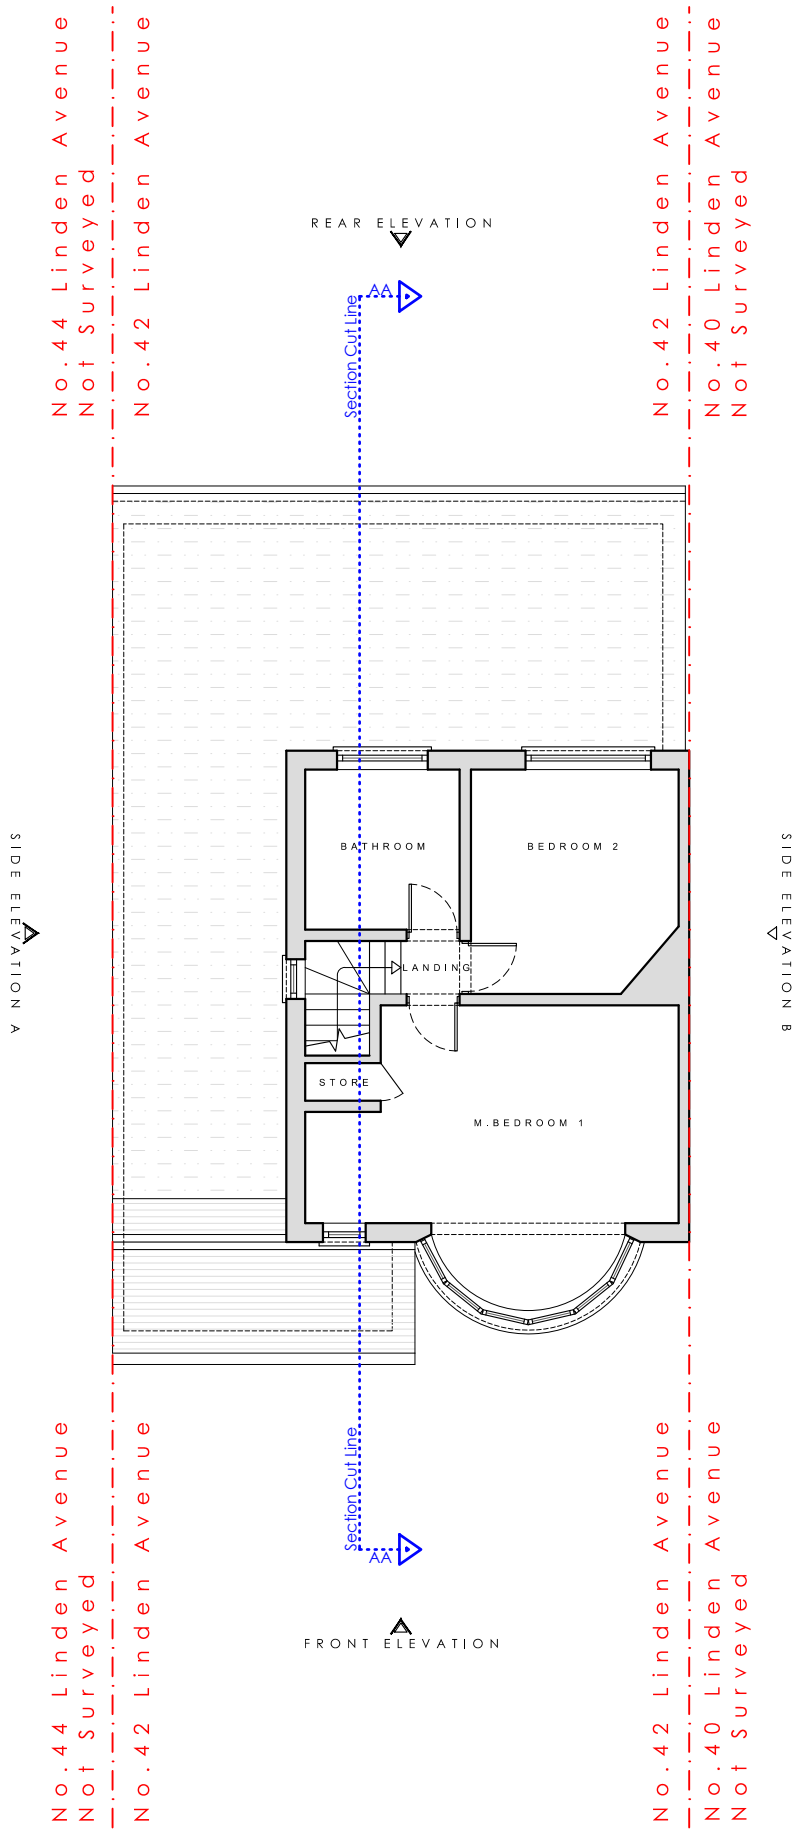 No.44 Linden Avenue
Not Surveyed
No.42 Linden Avenue
No.42 Linden Avenue
No.40 Linden Avenue
Not Surveyed
REAR ELEVATION
AA
Section Cut Line
BATHROOM
BEDROOM 2
SIDE ELEVATION A
SIDE ELEVATION B
LANDING
STORE
M.BEDROOM 1
Section Cut Line
AA
FRONT ELEVATION
No.44 Linden Avenue
Not Surveyed
No.42 Linden Avenue
No.42 Linden Avenue
No.40 Linden Avenue
Not Surveyed